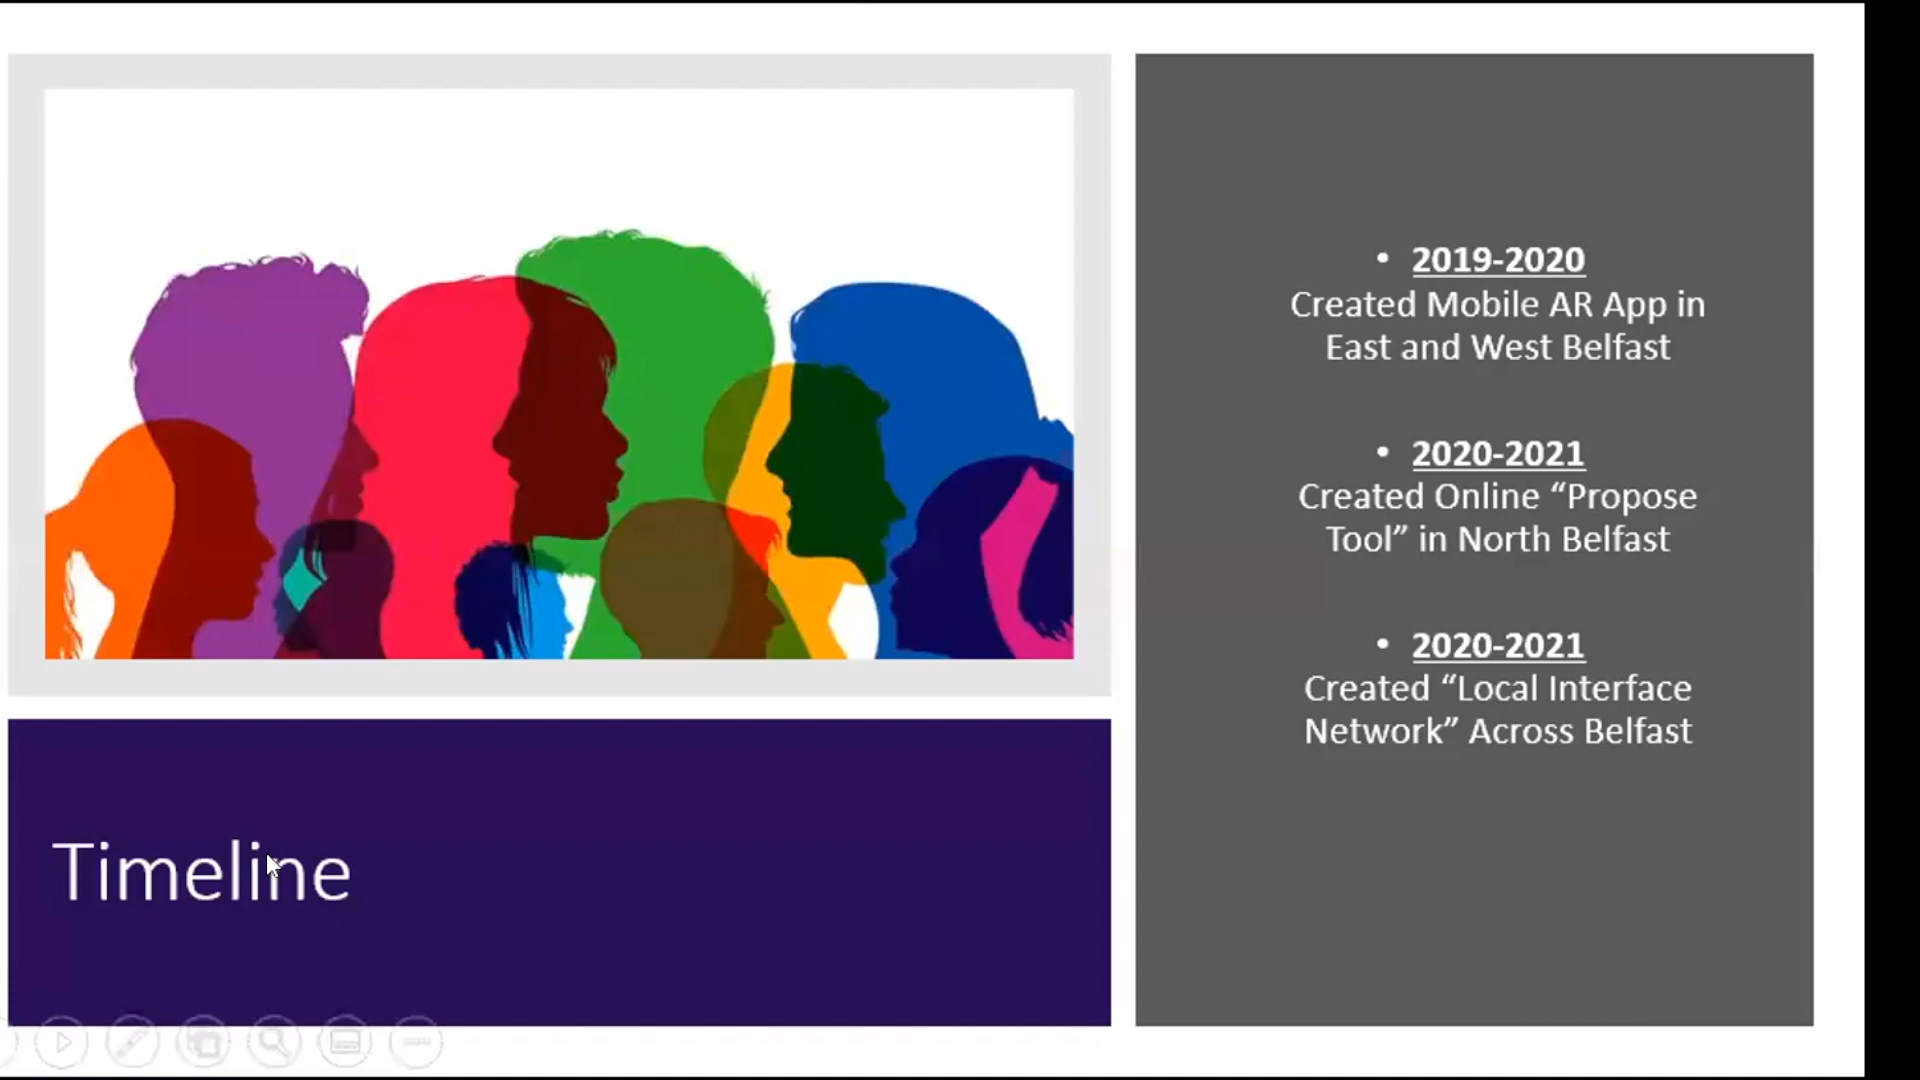 • 2019-2020
Created Mobile AR App in
East and West Belfast
• 2020-2021
Created Online “Propose
Tool” in North Belfast
• 2020-2021
Created “Local Interface
Network” Across Belfast
Timeline